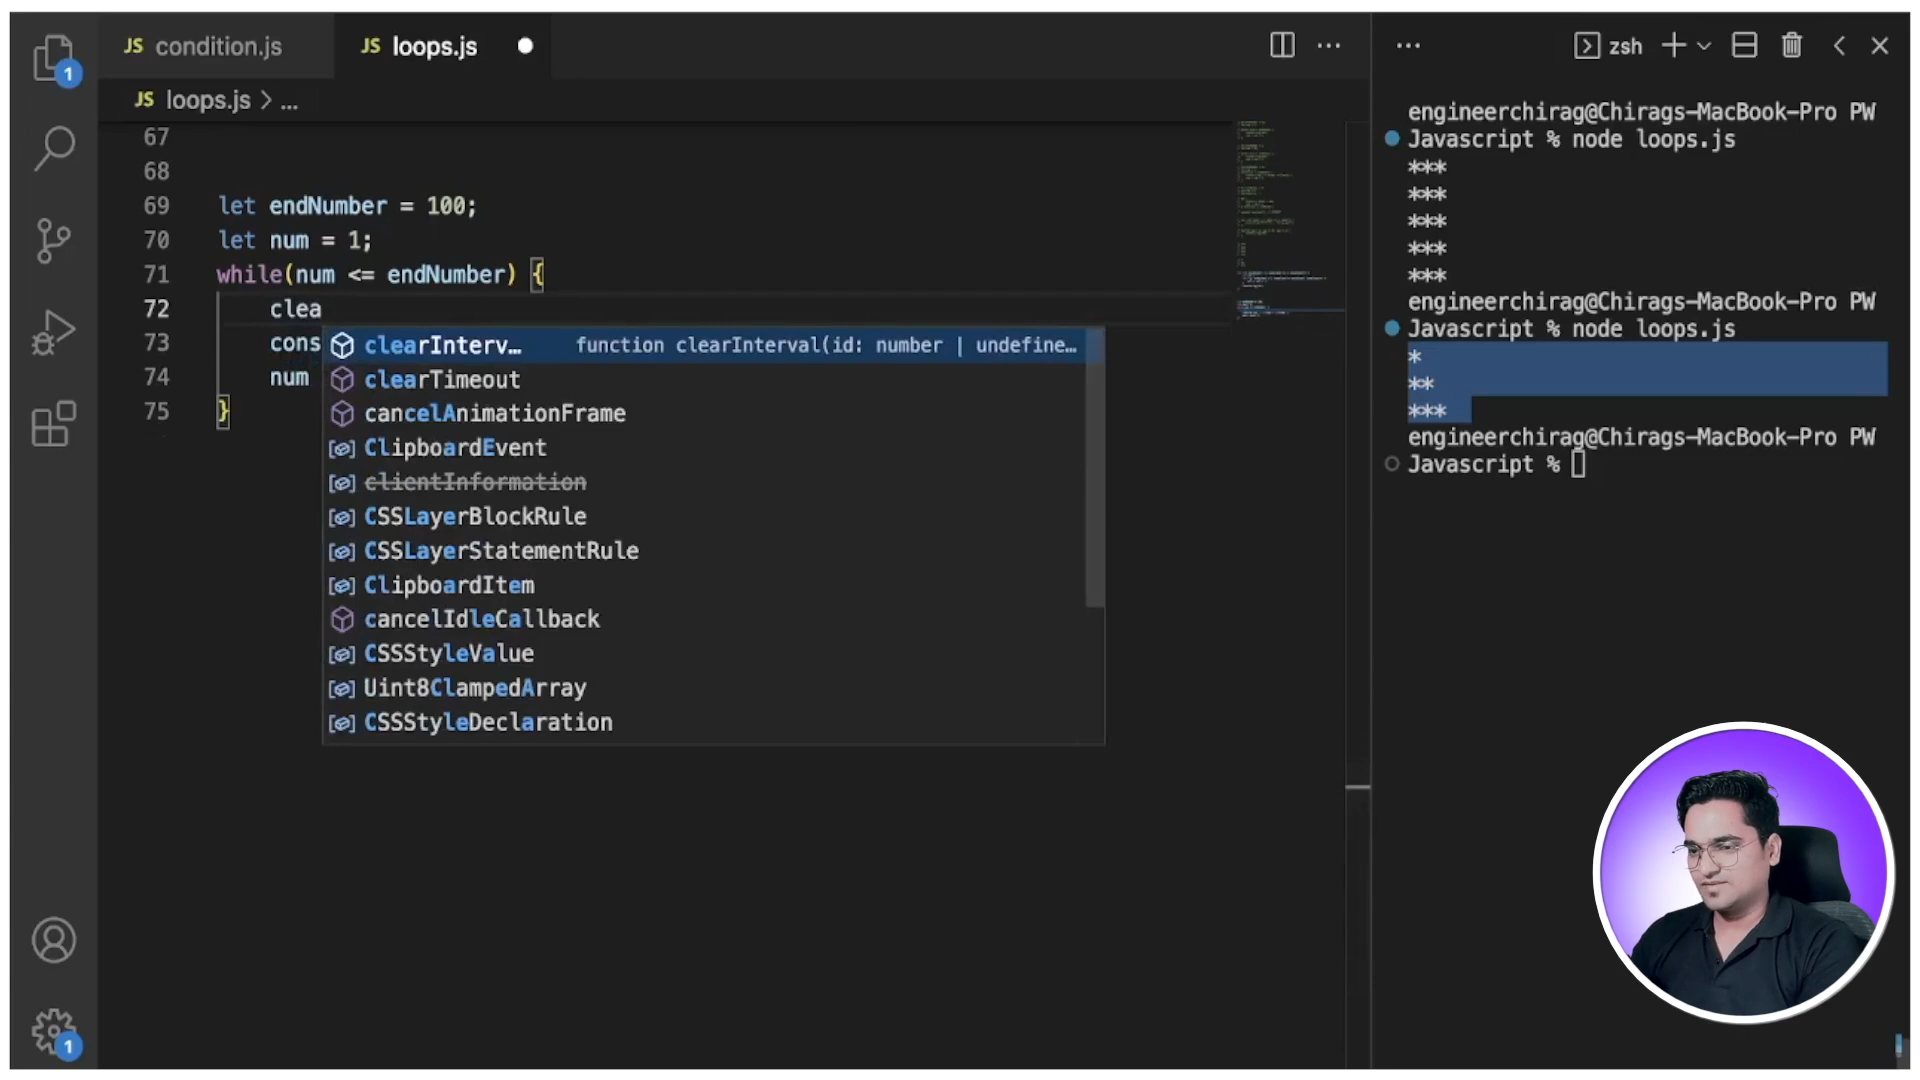 JS condition.js
JS loops.js
JS loops.js > ...
67
68
69 let endNumber = 100;
70 let num = 1;
71 while(num <= endNumber) {
72 clea
73 cons
74 num
75 }
clearInterv… function clearInterval(id: number | undefine…
clearTimeout
cancelAnimationFrame
ClipboardEvent
clientInformation
CSSLayerBlockRule
CSSLayerStatementRule
ClipboardItem
cancelIdleCallback
CSSStyleValue
Uint8ClampedArray
CSSStyleDeclaration
1
1
zsh
engineerchirag@Chirags-MacBook-Pro PW
Javascript % node loops.js
***
***
***
***
***
engineerchirag@Chirags-MacBook-Pro PW
Javascript % node loops.js
*
**
***
engineerchirag@Chirags-MacBook-Pro PW
Javascript %